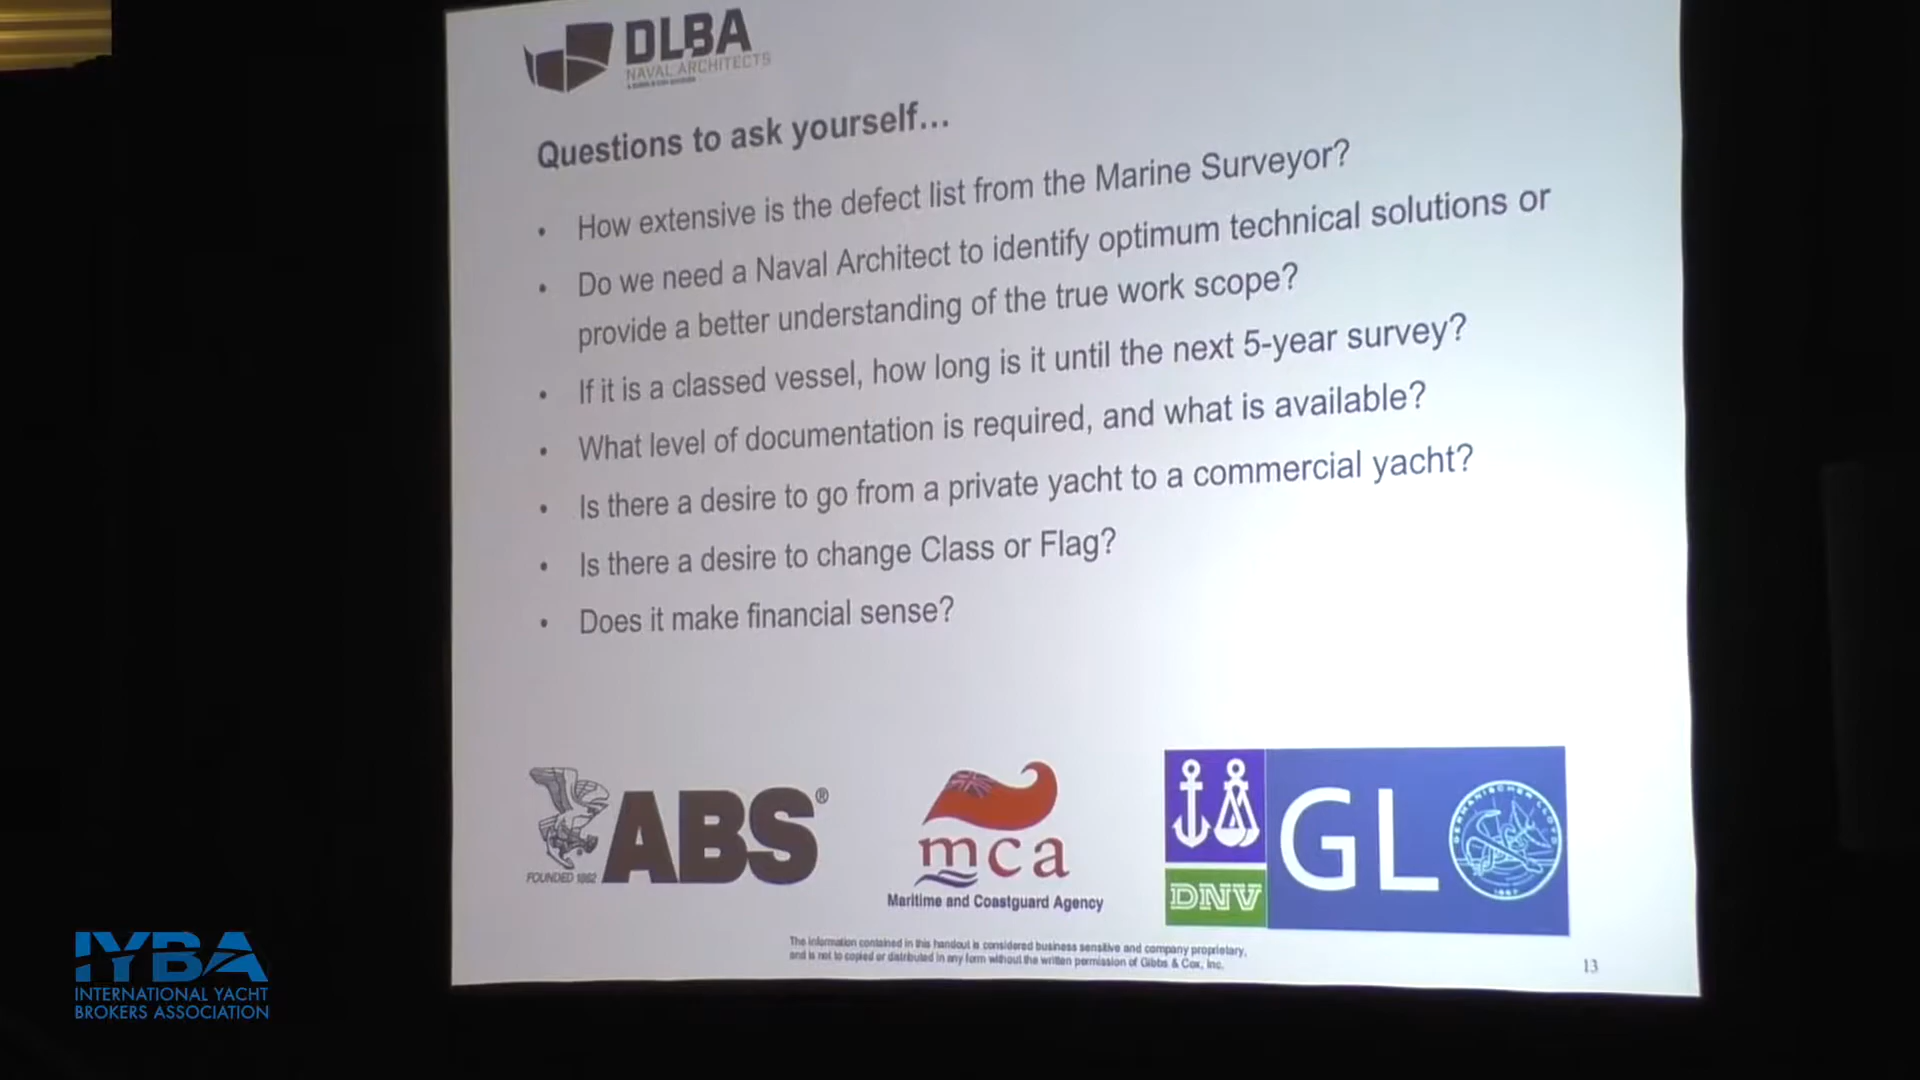 DLBA
NAVAL ARCHITECTS
Questions to ask yourself...
• How extensive is the defect list from the Marine Surveyor?
• Do we need a Naval Architect to identify optimum technical solutions or
provide a better understanding of the true work scope?
• If it is a classed vessel, how long is it until the next 5-year survey?
• What level of documentation is required, and what is available?
• Is there a desire to go from a private yacht to a commercial yacht?
• Is there a desire to change Class or Flag?
• Does it make financial sense?
ABS®
FOUNDED 1862
mca
Maritime and Coastguard Agency
DNV
GL
GERMANISCHER LLOYD
1867
The information contained in this handout is considered business sensitive and company proprietary,
and is not to copied or distributed in any form without the written permission of Gibbs & Cox, Inc.
13
IYBA
INTERNATIONAL YACHT
BROKERS ASSOCIATION